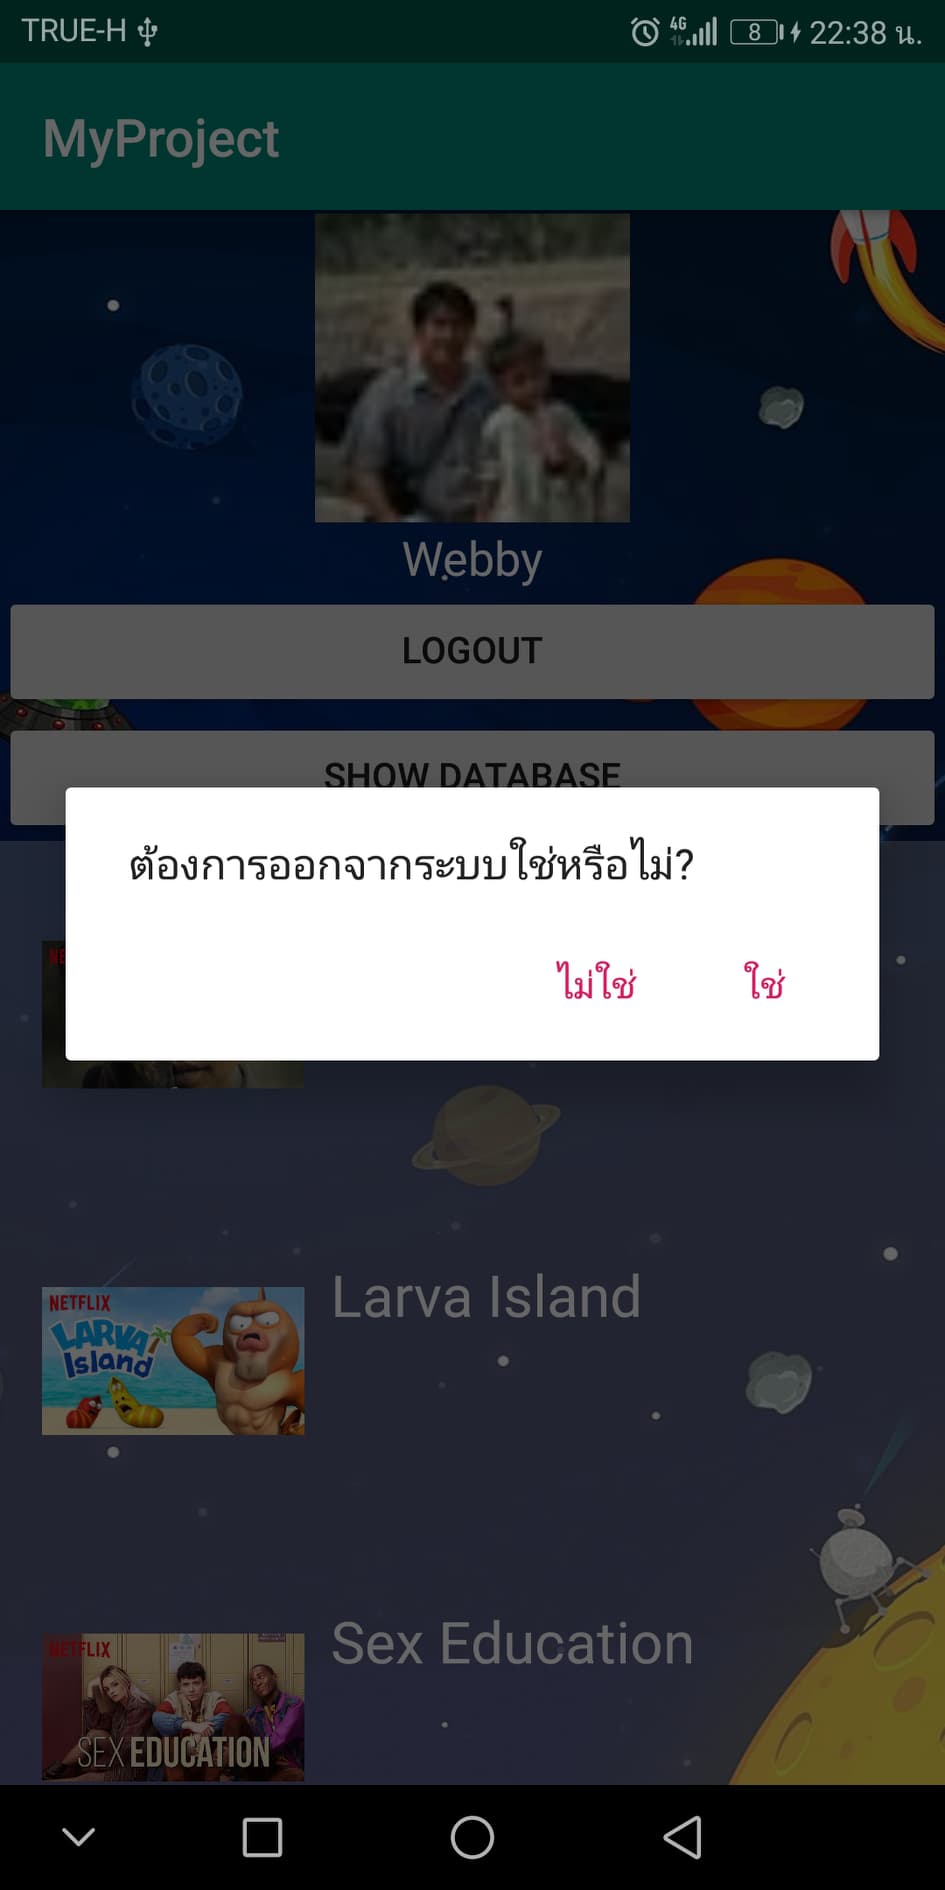 TRUE-H 4G 8 22:38 น.
MyProject
Webby
LOGOUT
SHOW DATABASE
ต้องการออกจากระบบใช่หรือไม่?
ไม่ใช่ ใช่
NE
Larva Island
NETFLIX
LARVA
Island
Sex Education
NETFLIX
SEX EDUCATION